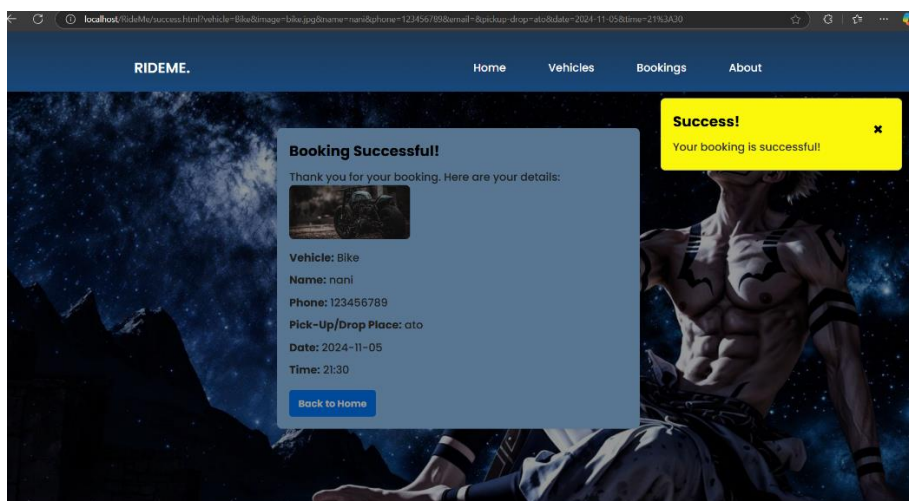 localhost/RideMe/success.html?vehicle=Bike&image=bike.jpg&name=nani&phone=123456789&email=&pickup-drop=ato&date=2024-11-05&time=21%3A30
RIDEME.
Home Vehicles Bookings About
Success!
Your booking is successful!
Booking Successful!
Thank you for your booking. Here are your details:
Vehicle: Bike
Name: nani
Phone: 123456789
Pick-Up/Drop Place: ato
Date: 2024-11-05
Time: 21:30
Back to Home